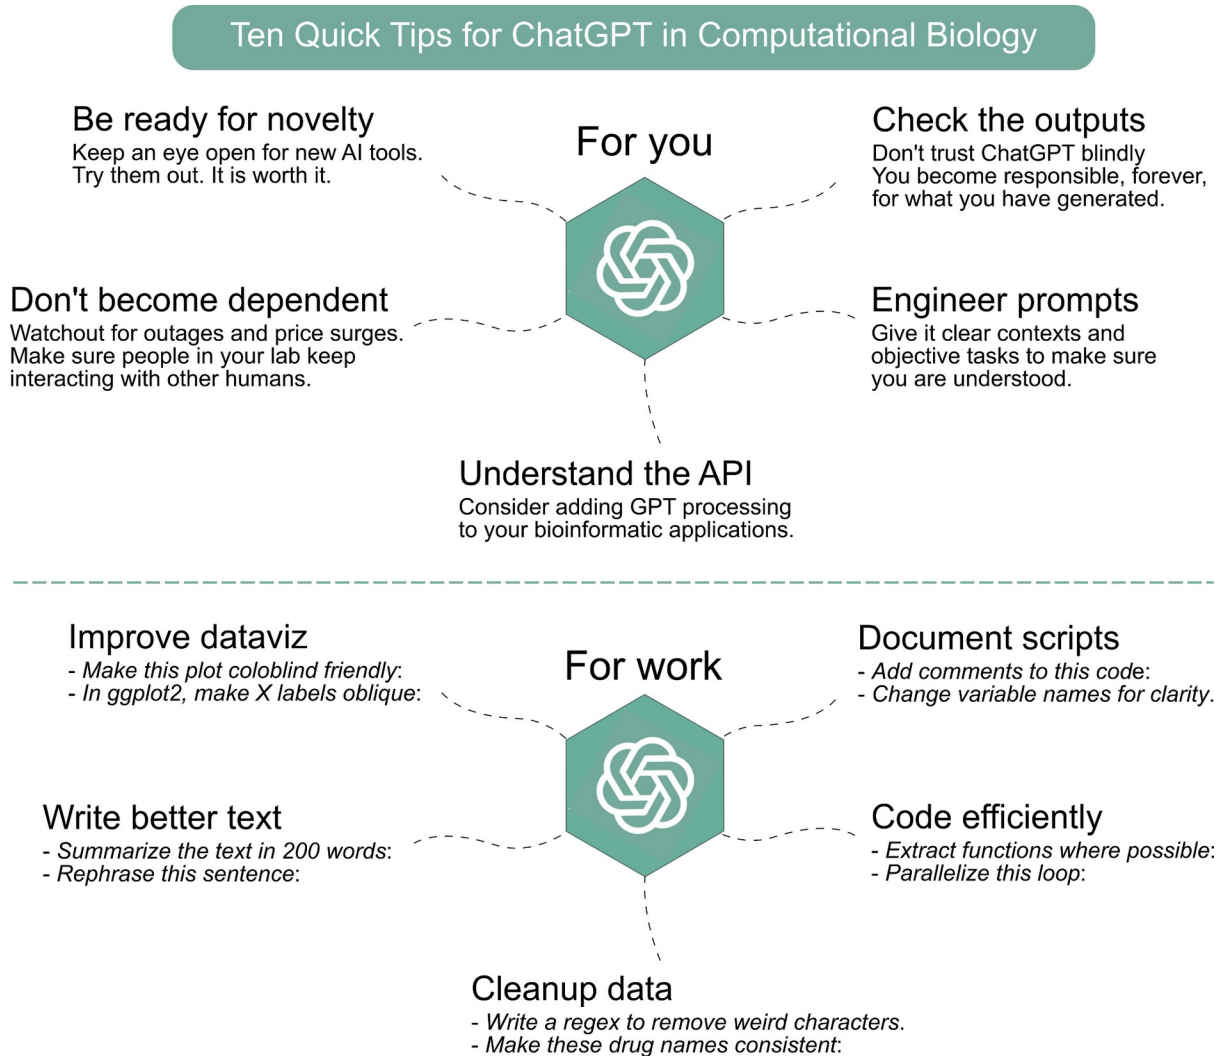 Ten Quick Tips for ChatGPT in Computational Biology
For you
Be ready for novelty
Keep an eye open for new AI tools.
Try them out. It is worth it.
Check the outputs
Don't trust ChatGPT blindly
You become responsible, forever,
for what you have generated.
Don't become dependent
Watchout for outages and price surges.
Make sure people in your lab keep
interacting with other humans.
Engineer prompts
Give it clear contexts and
objective tasks to make sure
you are understood.
Understand the API
Consider adding GPT processing
to your bioinformatic applications.
For work
Improve dataviz
- Make this plot coloblind friendly:
- In ggplot2, make X labels oblique:
Document scripts
- Add comments to this code:
- Change variable names for clarity.
Write better text
- Summarize the text in 200 words:
- Rephrase this sentence:
Code efficiently
- Extract functions where possible:
- Parallelize this loop:
Cleanup data
- Write a regex to remove weird characters.
- Make these drug names consistent: